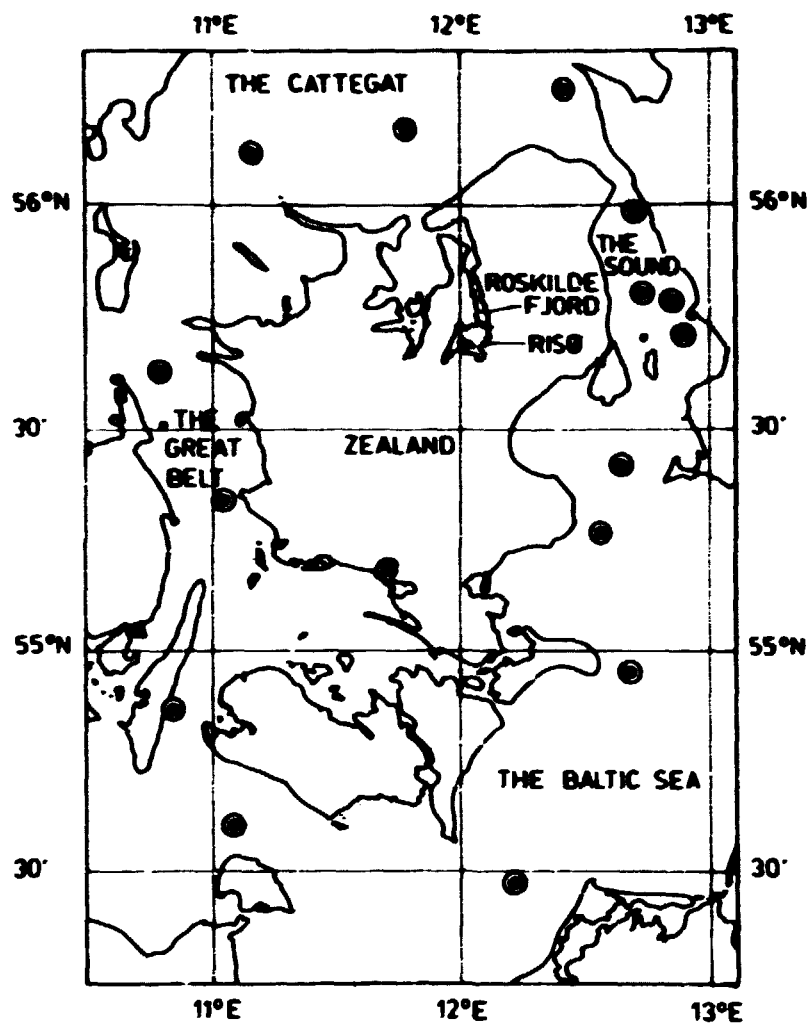 11°E 12°E 13°E
THE CATTEGAT
56°N 56°N
THE
SOUND
ROSKILDE
FJORD
RISØ
THE
GREAT
BELT
30′ ZEALAND 30′
55°N 55°N
THE BALTIC SEA
30′ 30′
11°E 12°E 13°E